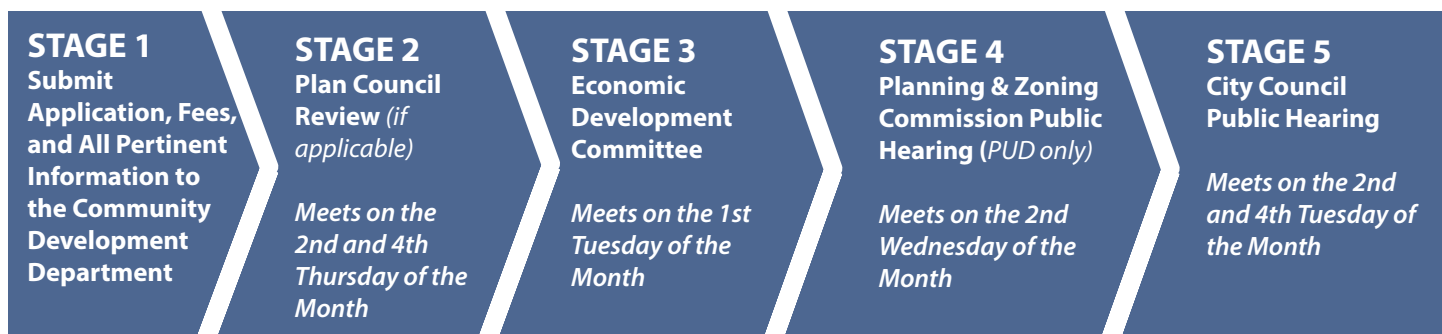 STAGE 1
Submit
Application, Fees,
and All Pertinent
Information to
the Community
Development
Department
STAGE 2
Plan Council
Review (if
applicable)
Meets on the
2nd and 4th
Thursday of the
Month
STAGE 3
Economic
Development
Committee
Meets on the 1st
Tuesday of the
Month
STAGE 4
Planning & Zoning
Commission Public
Hearing (PUD only)
Meets on the 2nd
Wednesday of the
Month
STAGE 5
City Council
Public Hearing
Meets on the 2nd
and 4th Tuesday of
the Month